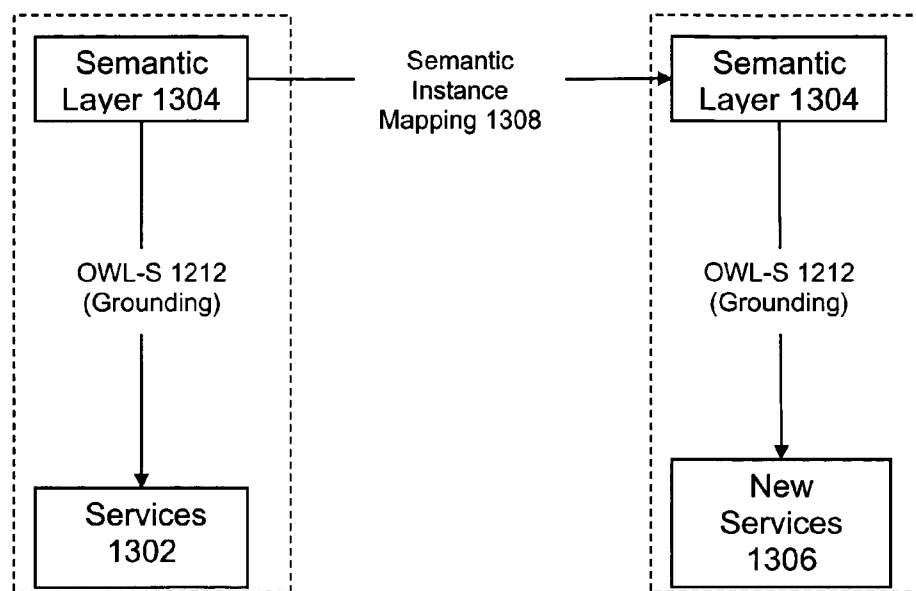 Semantic
Layer 1304
Semantic
Instance
Mapping 1308
Semantic
Layer 1304
OWL-S 1212
(Grounding)
OWL-S 1212
(Grounding)
Services
1302
New
Services
1306